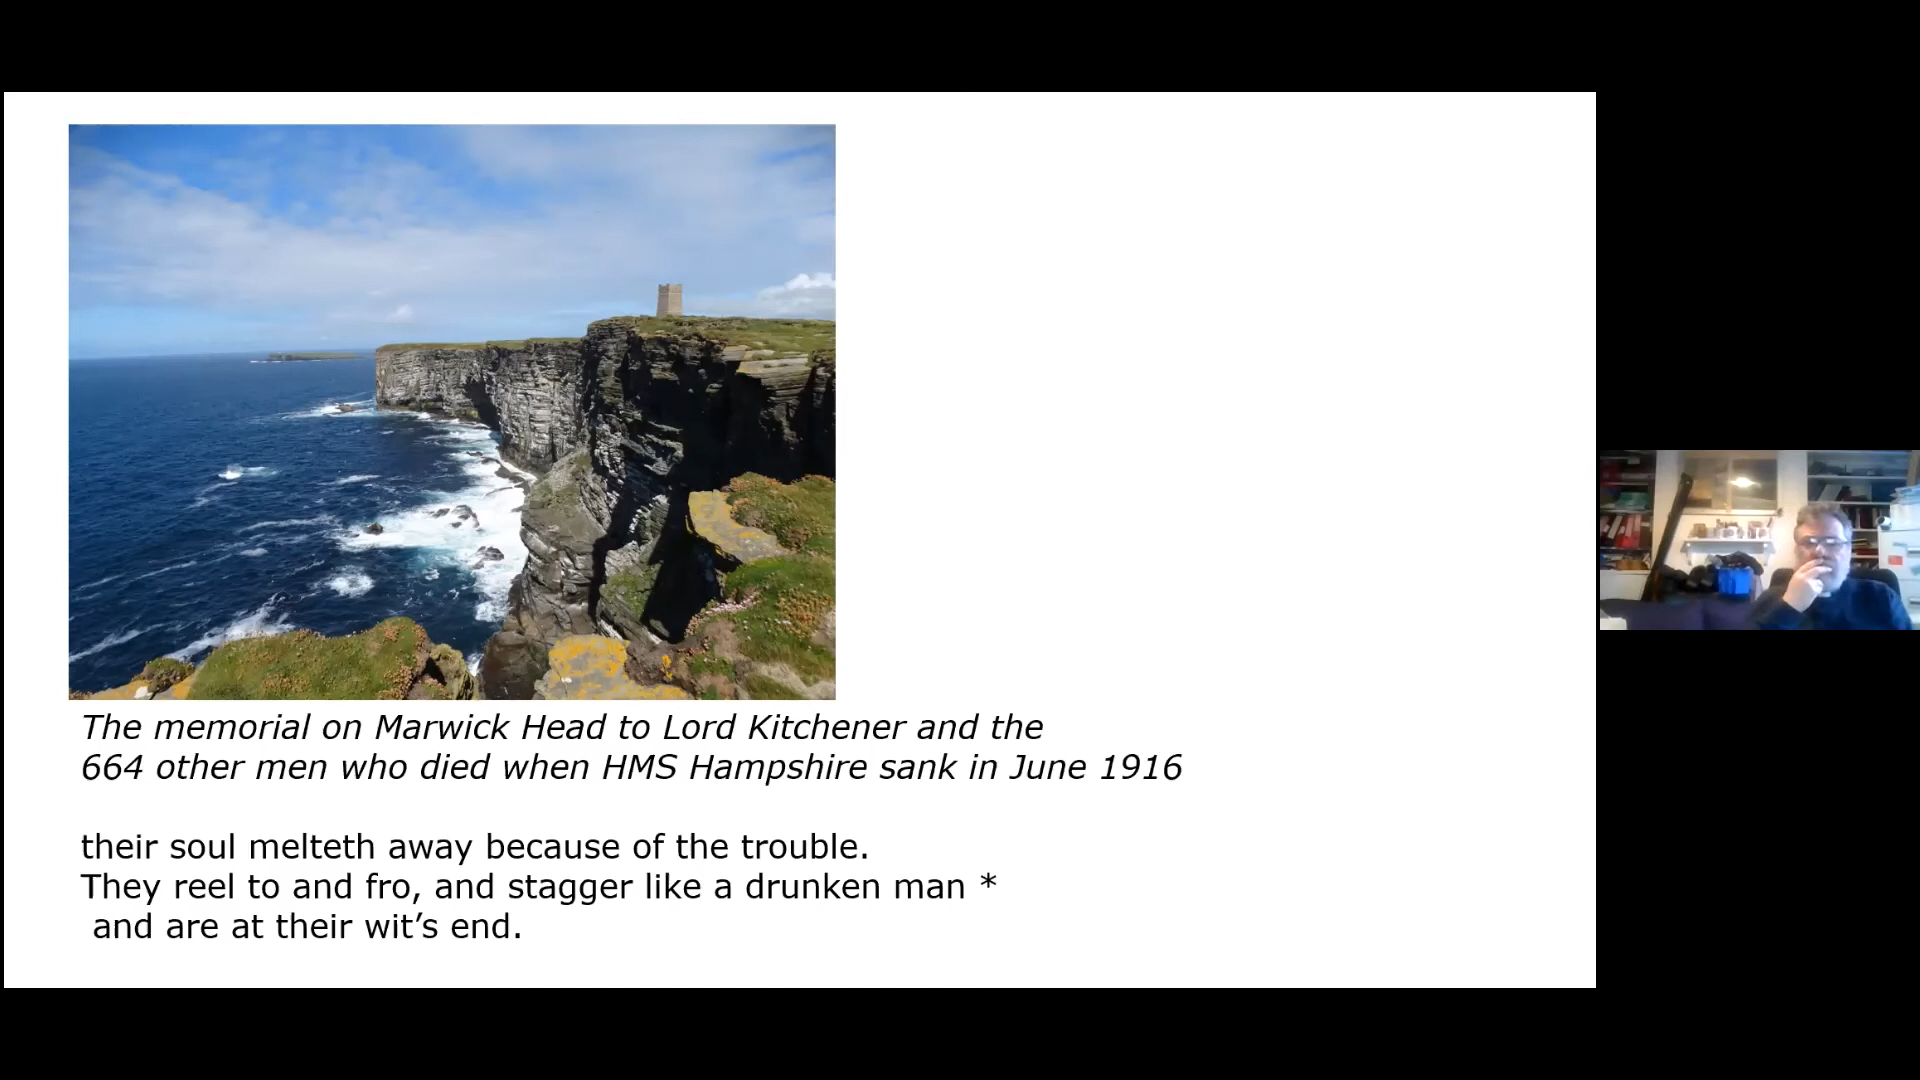 The memorial on Marwick Head to Lord Kitchener and the
664 other men who died when HMS Hampshire sank in June 1916
their soul melteth away because of the trouble.
They reel to and fro, and stagger like a drunken man *
and are at their wit’s end.